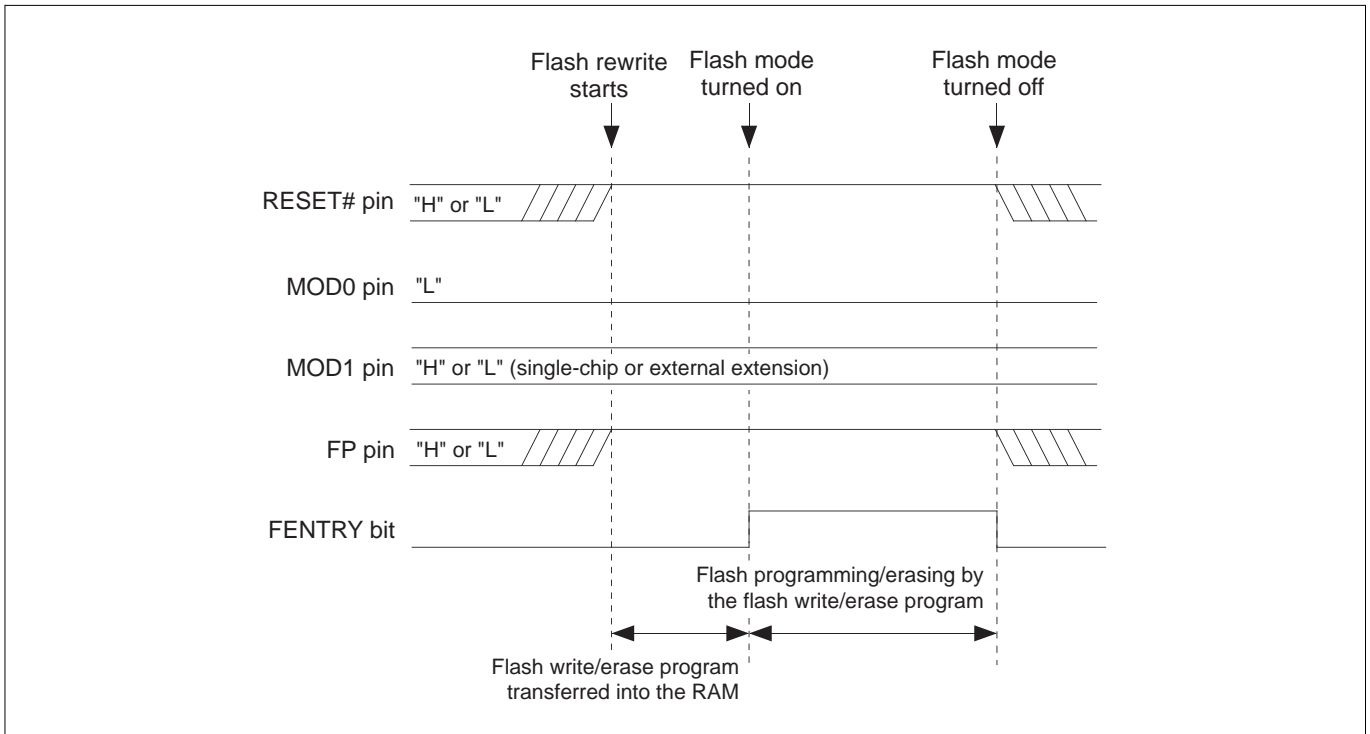 Flash rewrite
starts
Flash mode
turned on
Flash mode
turned off
RESET# pin
"H" or "L"
MOD0 pin
"L"
MOD1 pin
"H" or "L" (single-chip or external extension)
FP pin
"H" or "L"
FENTRY bit
Flash programming/erasing by
the flash write/erase program
Flash write/erase program
transferred into the RAM